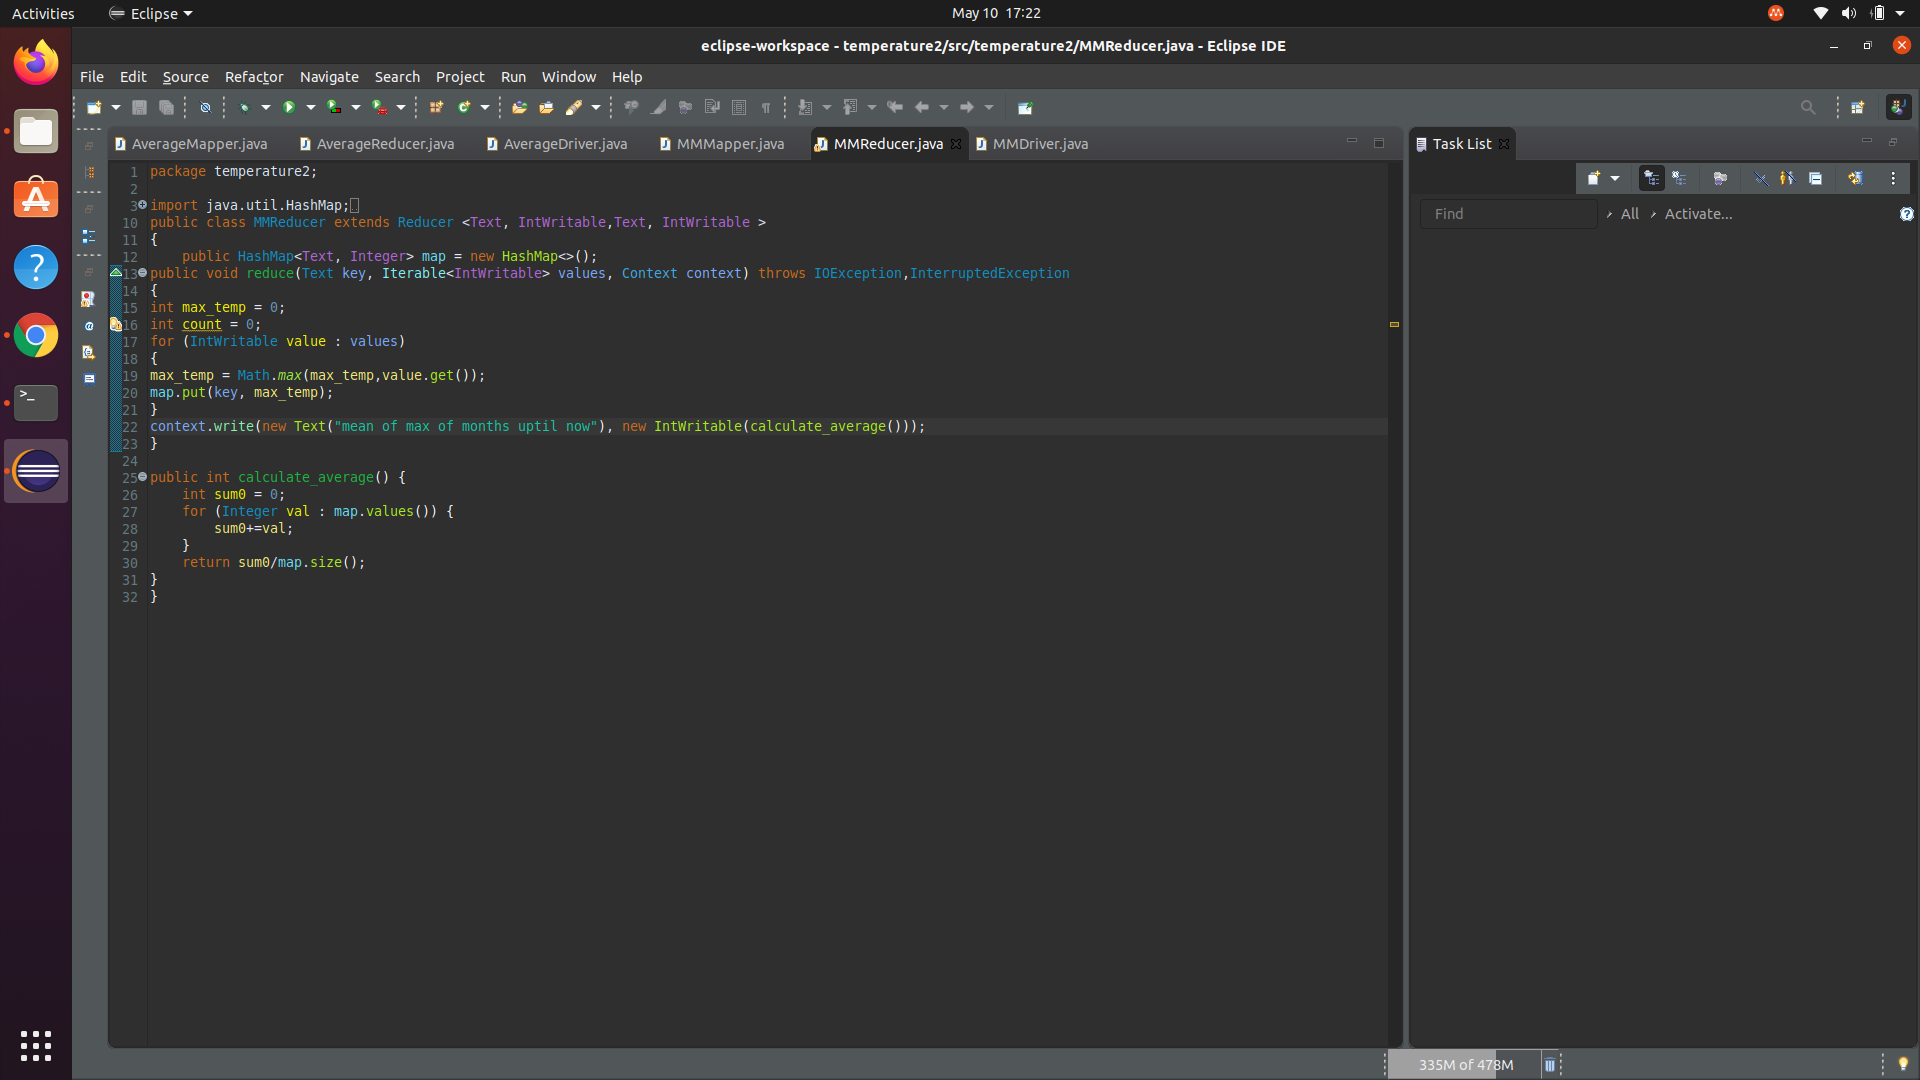 Activities
Eclipse
May 10 17:22
eclipse-workspace - temperature2/src/temperature2/MMReducer.java - Eclipse IDE
File Edit Source Refactor Navigate Search Project Run Window Help
AverageMapper.java AverageReducer.java AverageDriver.java MMMapper.java MMReducer.java MMDriver.java
1 package temperature2;
2
3 import java.util.HashMap;
10 public class MMReducer extends Reducer <Text, IntWritable,Text, IntWritable >
11 {
12 public HashMap<Text, Integer> map = new HashMap<>();
13 public void reduce(Text key, Iterable<IntWritable> values, Context context) throws IOException,InterruptedException
14 {
15 int max_temp = 0;
16 int count = 0;
17 for (IntWritable value : values)
18 {
19 max_temp = Math.max(max_temp,value.get());
20 map.put(key, max_temp);
21 }
22 context.write(new Text("mean of max of months uptil now"), new IntWritable(calculate_average()));
23 }
24
25 public int calculate_average() {
26 int sum0 = 0;
27 for (Integer val : map.values()) {
28 sum0+=val;
29 }
30 return sum0/map.size();
31 }
32 }
Task List
Find
All
Activate...
335M of 478M